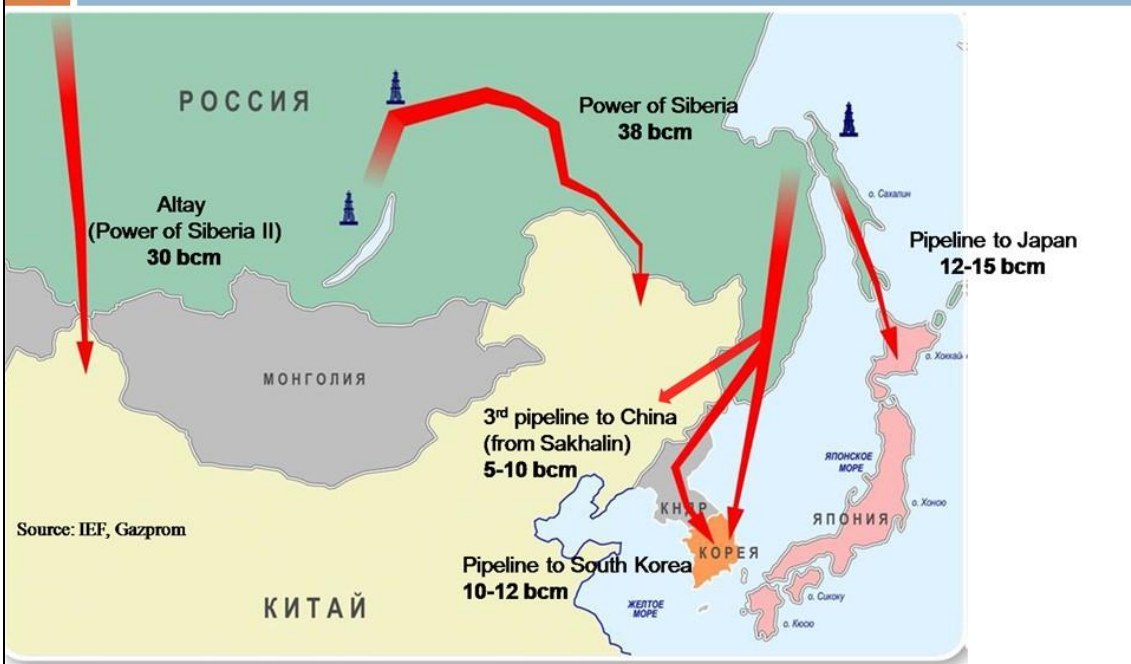 РОССИЯ
Power of Siberia
38 bcm
о. Сахалин
Altay
(Power of Siberia II)
30 bcm
Pipeline to Japan
12-15 bcm
МОНГОЛИЯ
о. Хоккай
3rd pipeline to China
(from Sakhalin)
5-10 bcm
ЯПОНСКОЕ
МОРЕ
о. Хонсю
КНДР
ЯПОНИЯ
Source: IEF, Gazprom
КОРЕЯ
Pipeline to South Korea
10-12 bcm
КИТАЙ
ЖЕЛТОЕ
МОРЕ
о. Сикоку
о. Кюсю